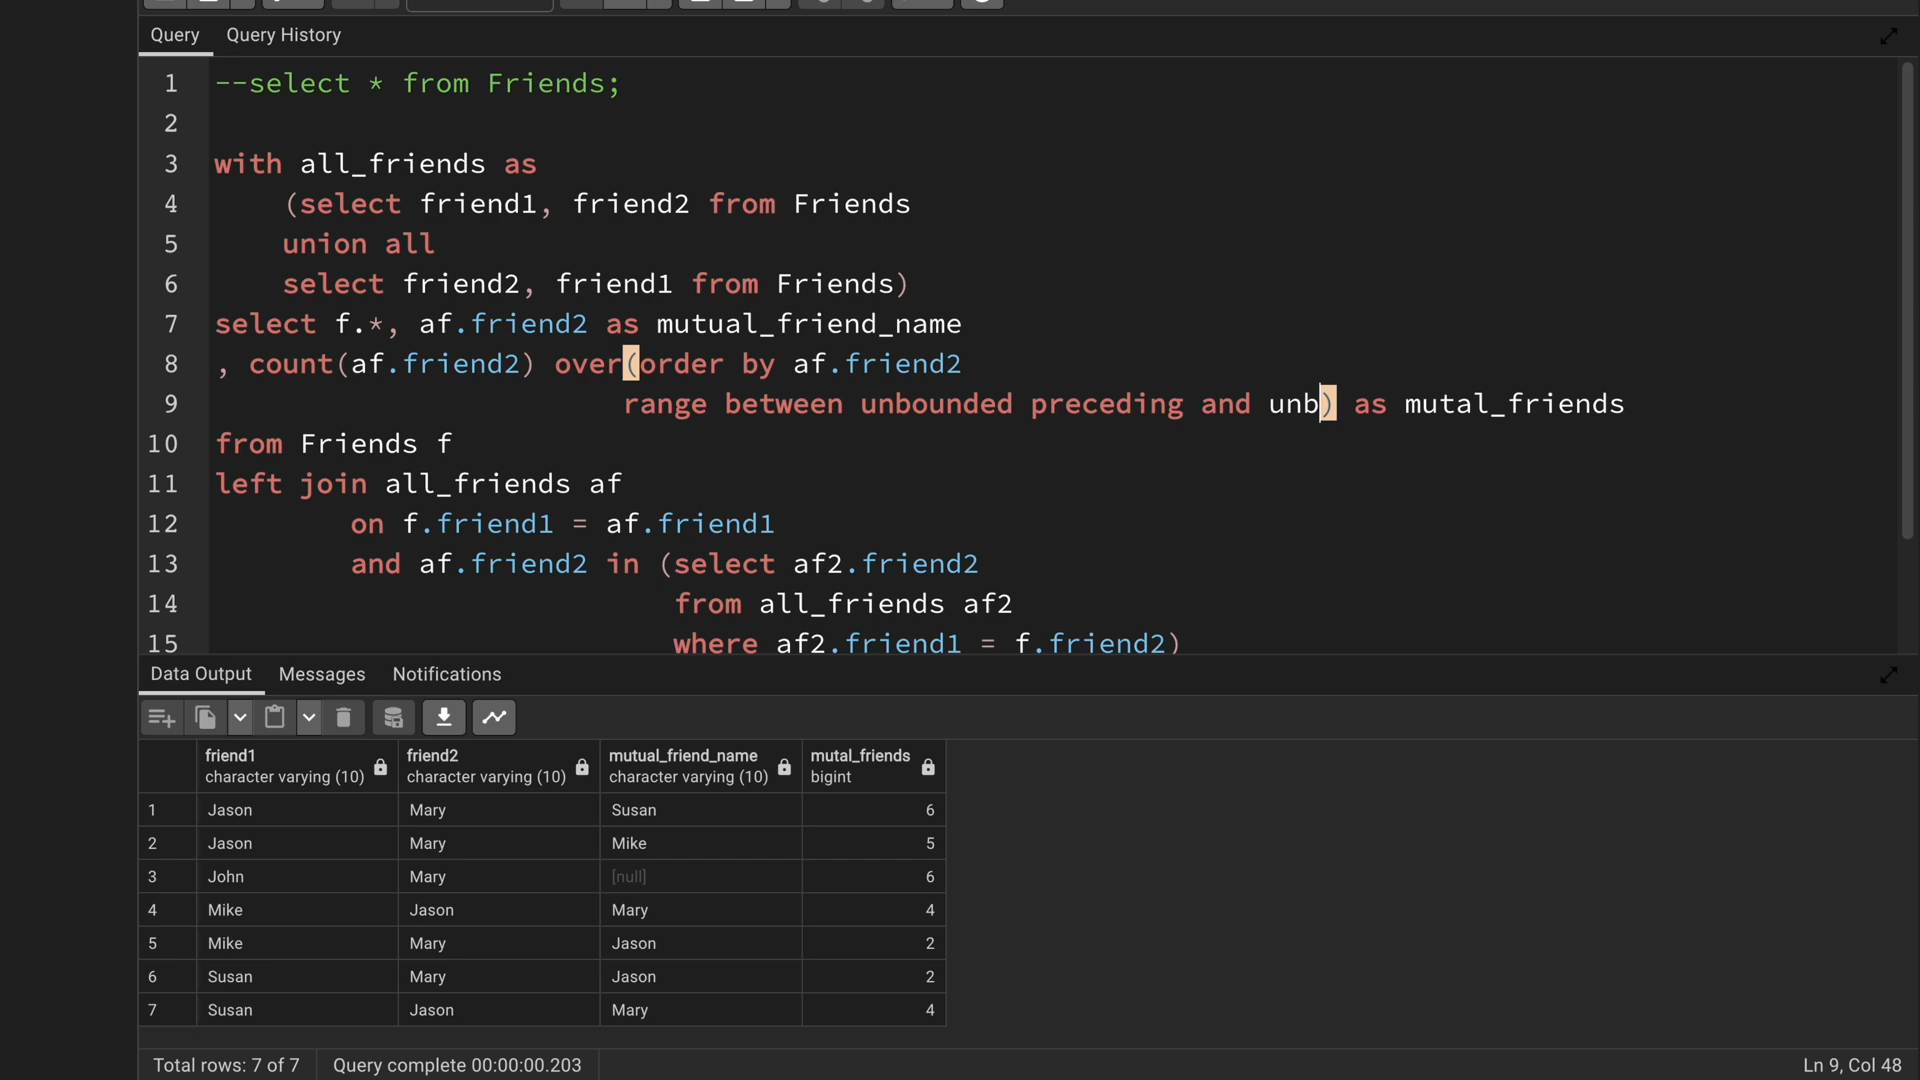 Query Query History
1 --select * from Friends;
2
3 with all_friends as
4 (select friend1, friend2 from Friends
5 union all
6 select friend2, friend1 from Friends)
7 select f.*, af.friend2 as mutual_friend_name
8 , count(af.friend2) over(order by af.friend2
9 range between unbounded preceding and unb) as mutal_friends
10 from Friends f
11 left join all_friends af
12 on f.friend1 = af.friend1
13 and af.friend2 in (select af2.friend2
14 from all_friends af2
15 where af2.friend1 = f.friend2)
Data Output Messages Notifications
friend1 friend2 mutual_friend_name mutal_friends
character varying (10) character varying (10) character varying (10) bigint
1 Jason Mary Susan 6
2 Jason Mary Mike 5
3 John Mary [null] 6
4 Mike Jason Mary 4
5 Mike Mary Jason 2
6 Susan Mary Jason 2
7 Susan Jason Mary 4
Total rows: 7 of 7 Query complete 00:00:00.203 Ln 9, Col 48